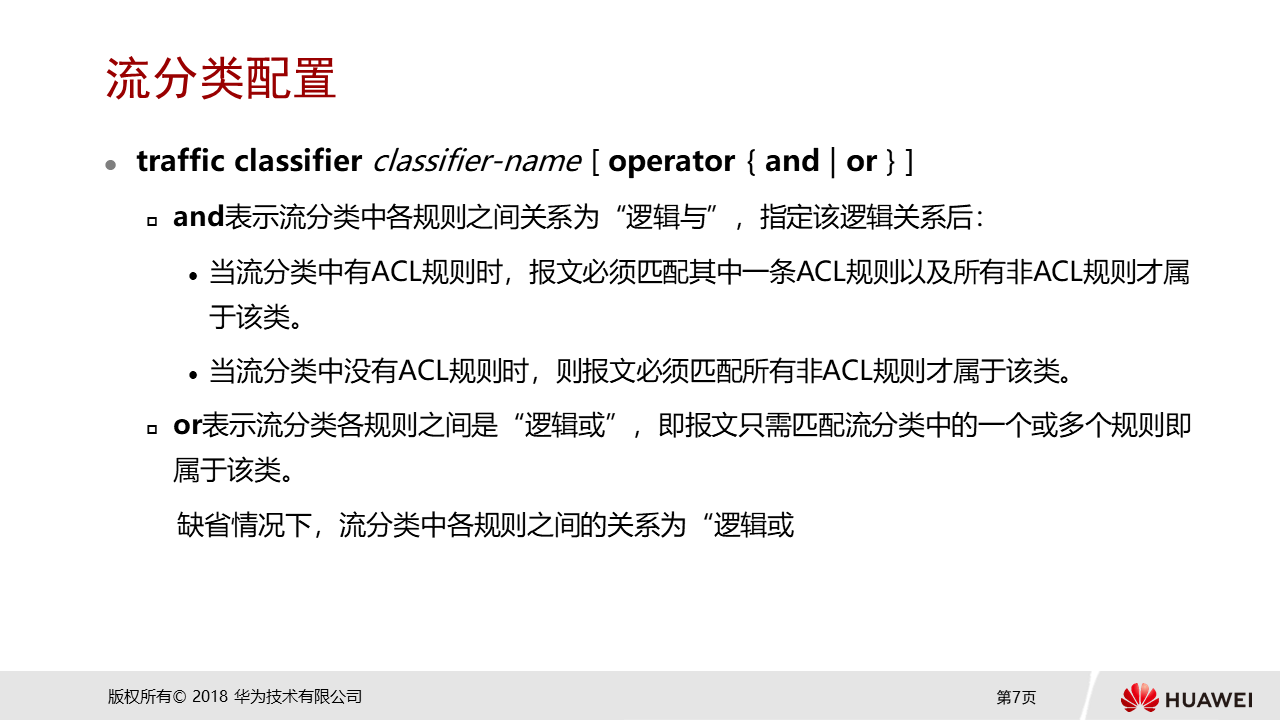 流分类配置
traffic classifier classifier-name [ operator { and | or } ]
and表示流分类中各规则之间关系为“逻辑与”，指定该逻辑关系后：
当流分类中有ACL规则时，报文必须匹配其中一条ACL规则以及所有非ACL规则才属
于该类。
当流分类中没有ACL规则时，则报文必须匹配所有非ACL规则才属于该类。
or表示流分类各规则之间是“逻辑或”，即报文只需匹配流分类中的一个或多个规则即
属于该类。
缺省情况下，流分类中各规则之间的关系为“逻辑或
版权所有© 2018 华为技术有限公司
第7页
HUAWEI